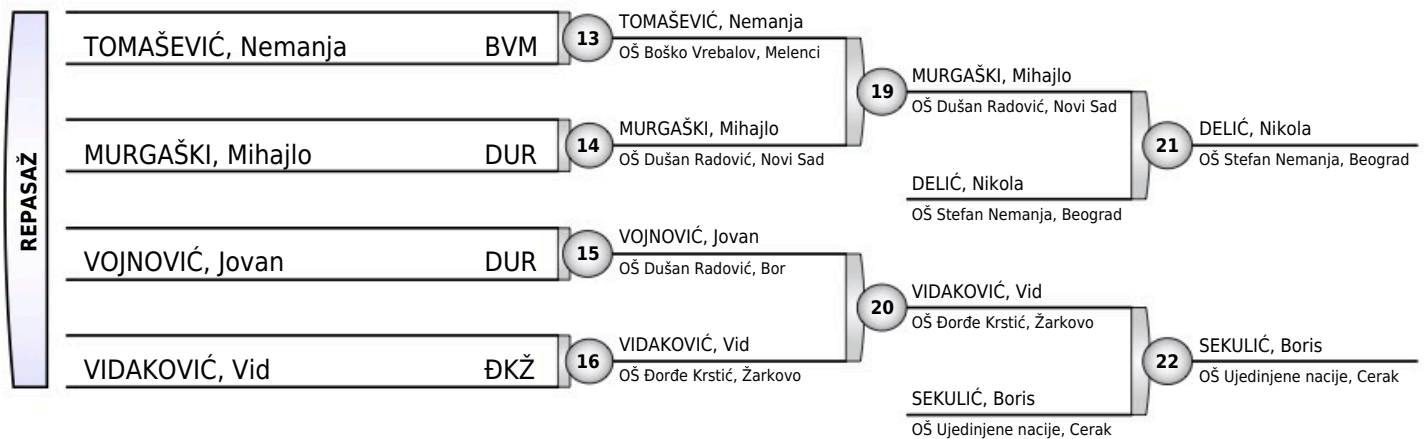 REPASAŽ
TOMAŠEVIĆ, Nemanja BVM
MURGAŠKI, Mihajlo DUR
VOJNOVIĆ, Jovan DUR
VIDAKOVIĆ, Vid ĐKŽ
13
TOMAŠEVIĆ, Nemanja
OŠ Boško Vrebalov, Melenci
14
MURGAŠKI, Mihajlo
OŠ Dušan Radović, Novi Sad
15
VOJNOVIĆ, Jovan
OŠ Dušan Radović, Bor
16
VIDAKOVIĆ, Vid
OŠ Đorđe Krstić, Žarkovo
19
MURGAŠKI, Mihajlo
OŠ Dušan Radović, Novi Sad
DELIĆ, Nikola
OŠ Stefan Nemanja, Beograd
20
VIDAKOVIĆ, Vid
OŠ Đorđe Krstić, Žarkovo
SEKULIĆ, Boris
OŠ Ujedinjene nacije, Cerak
21
DELIĆ, Nikola
OŠ Stefan Nemanja, Beograd
22
SEKULIĆ, Boris
OŠ Ujedinjene nacije, Cerak